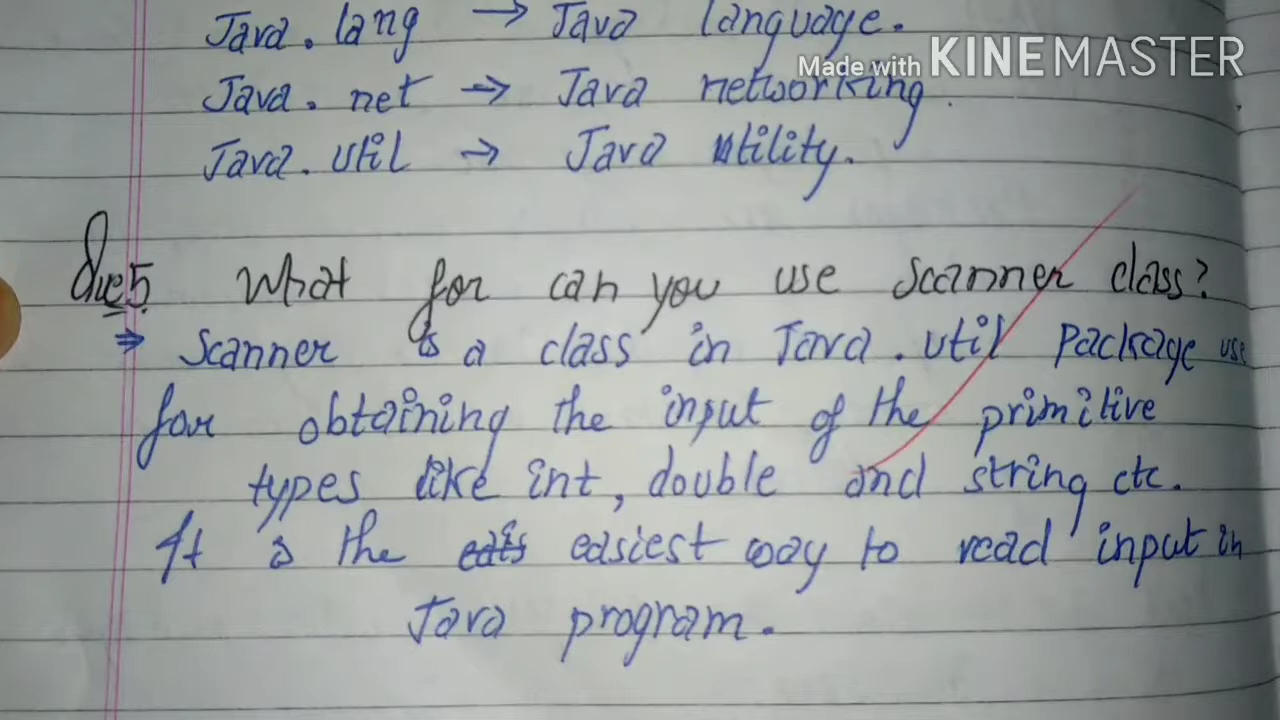 Java. lang → Java language.
Made with KINEMASTER
Java. net → Java networking.
Java. util → Java utility.
Que5. What for can you use scanner class?
⇒ Scanner is a class in Java. util package use
for obtaining the input of the primitive
types like int, double and string etc.
It is the easiest way to read input in
Java program.